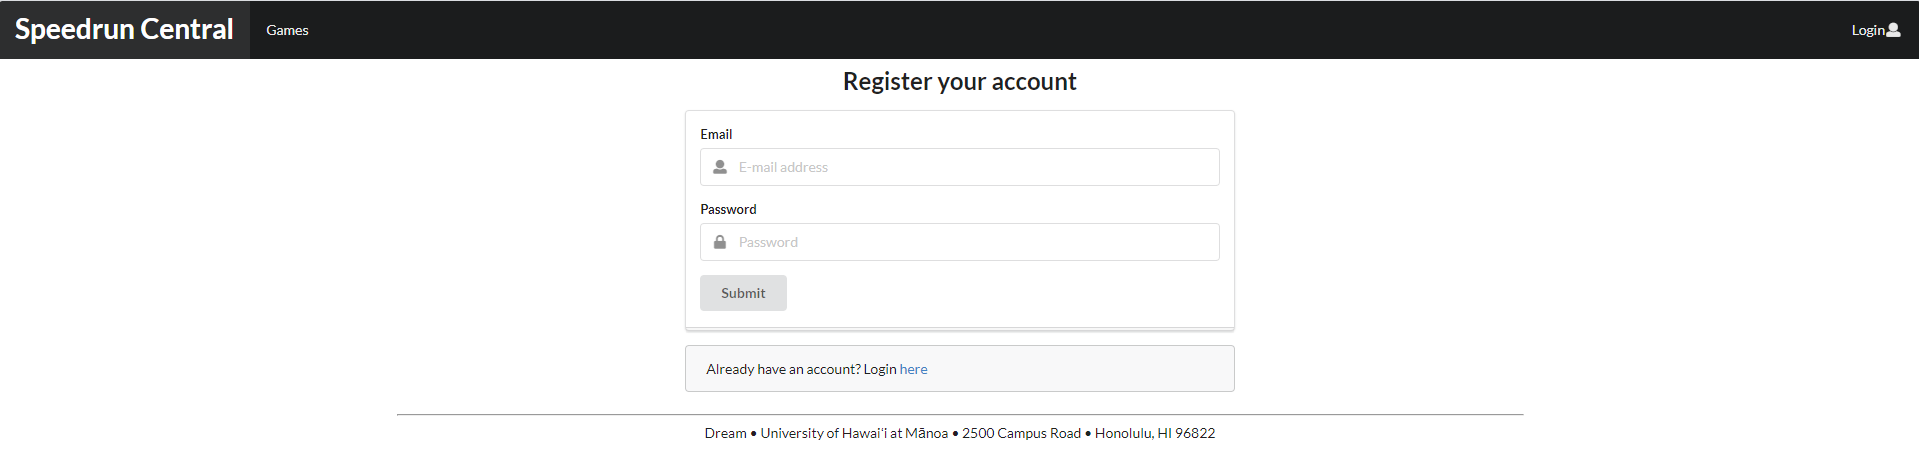 Speedrun Central Games Login
Register your account
Email
E-mail address
Password
Password
Submit
Already have an account? Login here
Dream • University of Hawai‘i at Mānoa • 2500 Campus Road • Honolulu, HI 96822